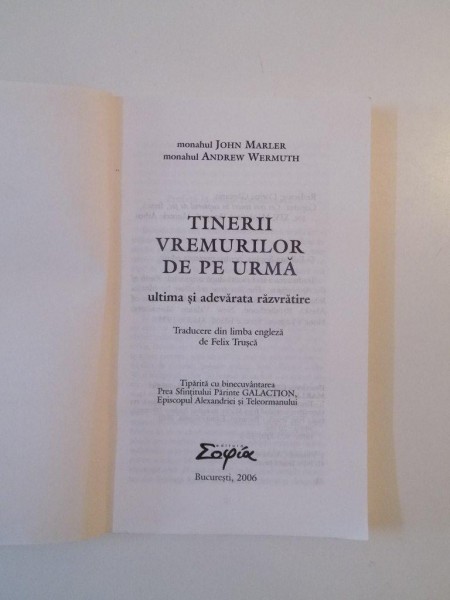 monahul JOHN MARLER
monahul ANDREW WERMUTH
TINERII
VREMURILOR
DE PE URMĂ
ultima și adevărata răzvrătire
Traducere din limba engleză
de Felix Trușcă
Tipărită cu binecuvântarea
Prea Sfințitului Părinte GALACTION,
Episcopul Alexandriei și Teleormanului
editura
Σοφία
București, 2006